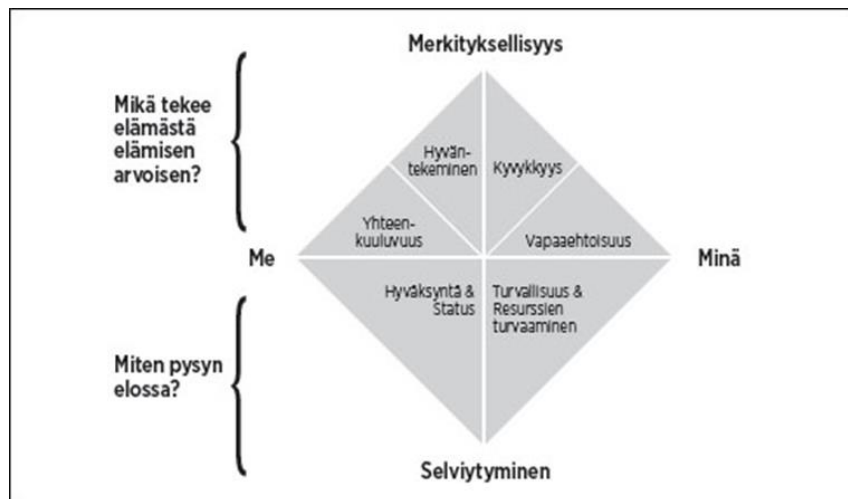 Merkityksellisyys
Mikä tekee
elämästä
elämisen
arvoisen?
Hyvän-
tekeminen
Kyvykkyys
Yhteen-
kuuluvuus
Vapaaehtoisuus
Me
Minä
Hyväksyntä &
Status
Turvallisuus &
Resurssien
turvaaminen
Miten pysyn
elossa?
Selviytyminen